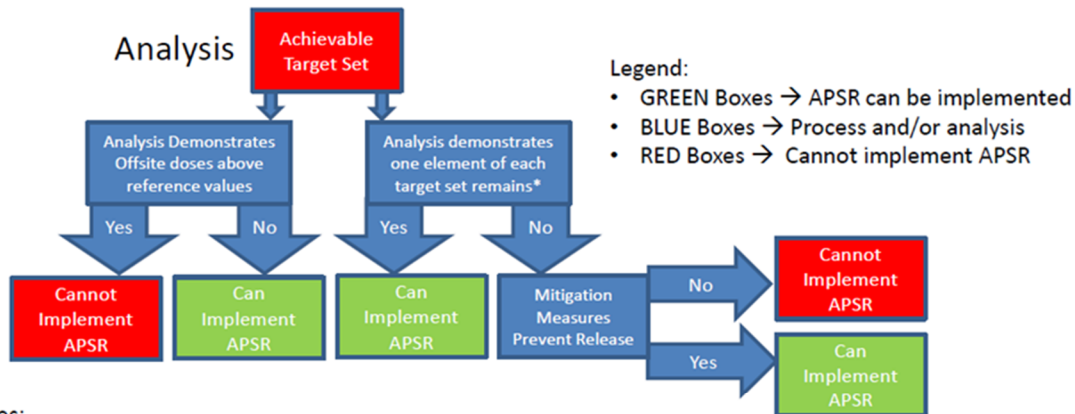 Analysis
Achievable
Target Set
Legend:
• GREEN Boxes → APSR can be implemented
• BLUE Boxes → Process and/or analysis
• RED Boxes → Cannot implement APSR
Analysis Demonstrates
Offsite doses above
reference values
Analysis demonstrates
one element of each
target set remains*
Yes
No
Yes
No
Cannot
Implement
APSR
Can
Implement
APSR
Can
Implement
APSR
Mitigation
Measures
Prevent Release
No
Cannot
Implement
APSR
Yes
Can
Implement
APSR